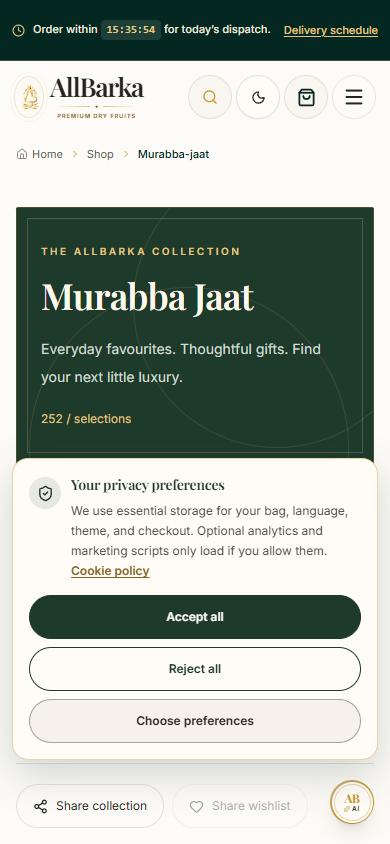 Order within 15:35:54 for today’s dispatch. Delivery schedule
AllBarka
PREMIUM DRY FRUITS
Home > Shop > Murabba-jaat
THE ALLBARKA COLLECTION
Murabba Jaat
Everyday favourites. Thoughtful gifts. Find
your next little luxury.
252 / selections
Your privacy preferences
We use essential storage for your bag, language,
theme, and checkout. Optional analytics and
marketing scripts only load if you allow them.
Cookie policy
Accept all
Reject all
Choose preferences
Share collection Share wishlist
AB
AI